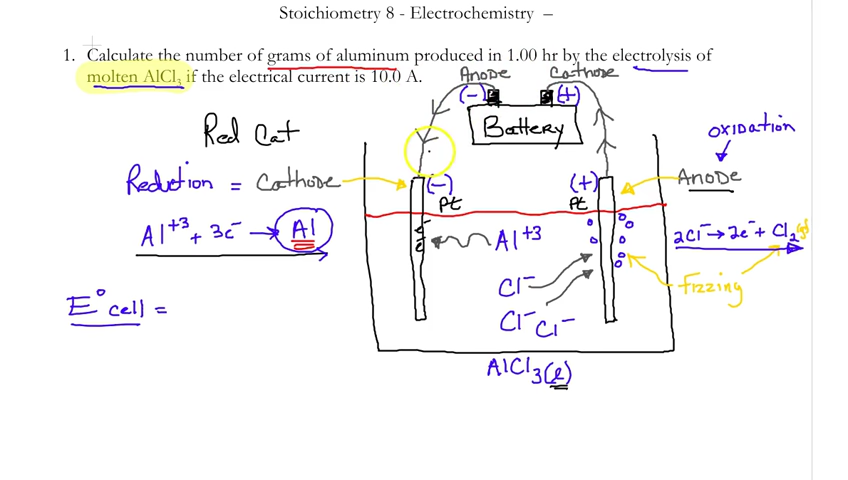 Stoichiometry 8 - Electrochemistry –
1. Calculate the number of grams of aluminum produced in 1.00 hr by the electrolysis of
molten AlCl3 if the electrical current is 10.0 A.
Anode Cathode
(-) (+)
Battery
Red Cat
oxidation
Reduction = Cathode
(-) (+)
Anode
Pt Pt
Al+3 + 3e- → Al
Al+3
2Cl- → 2e- + Cl2(g)
Cl-
Fizzing
Cl- Cl-
E° cell =
AlCl3(l)